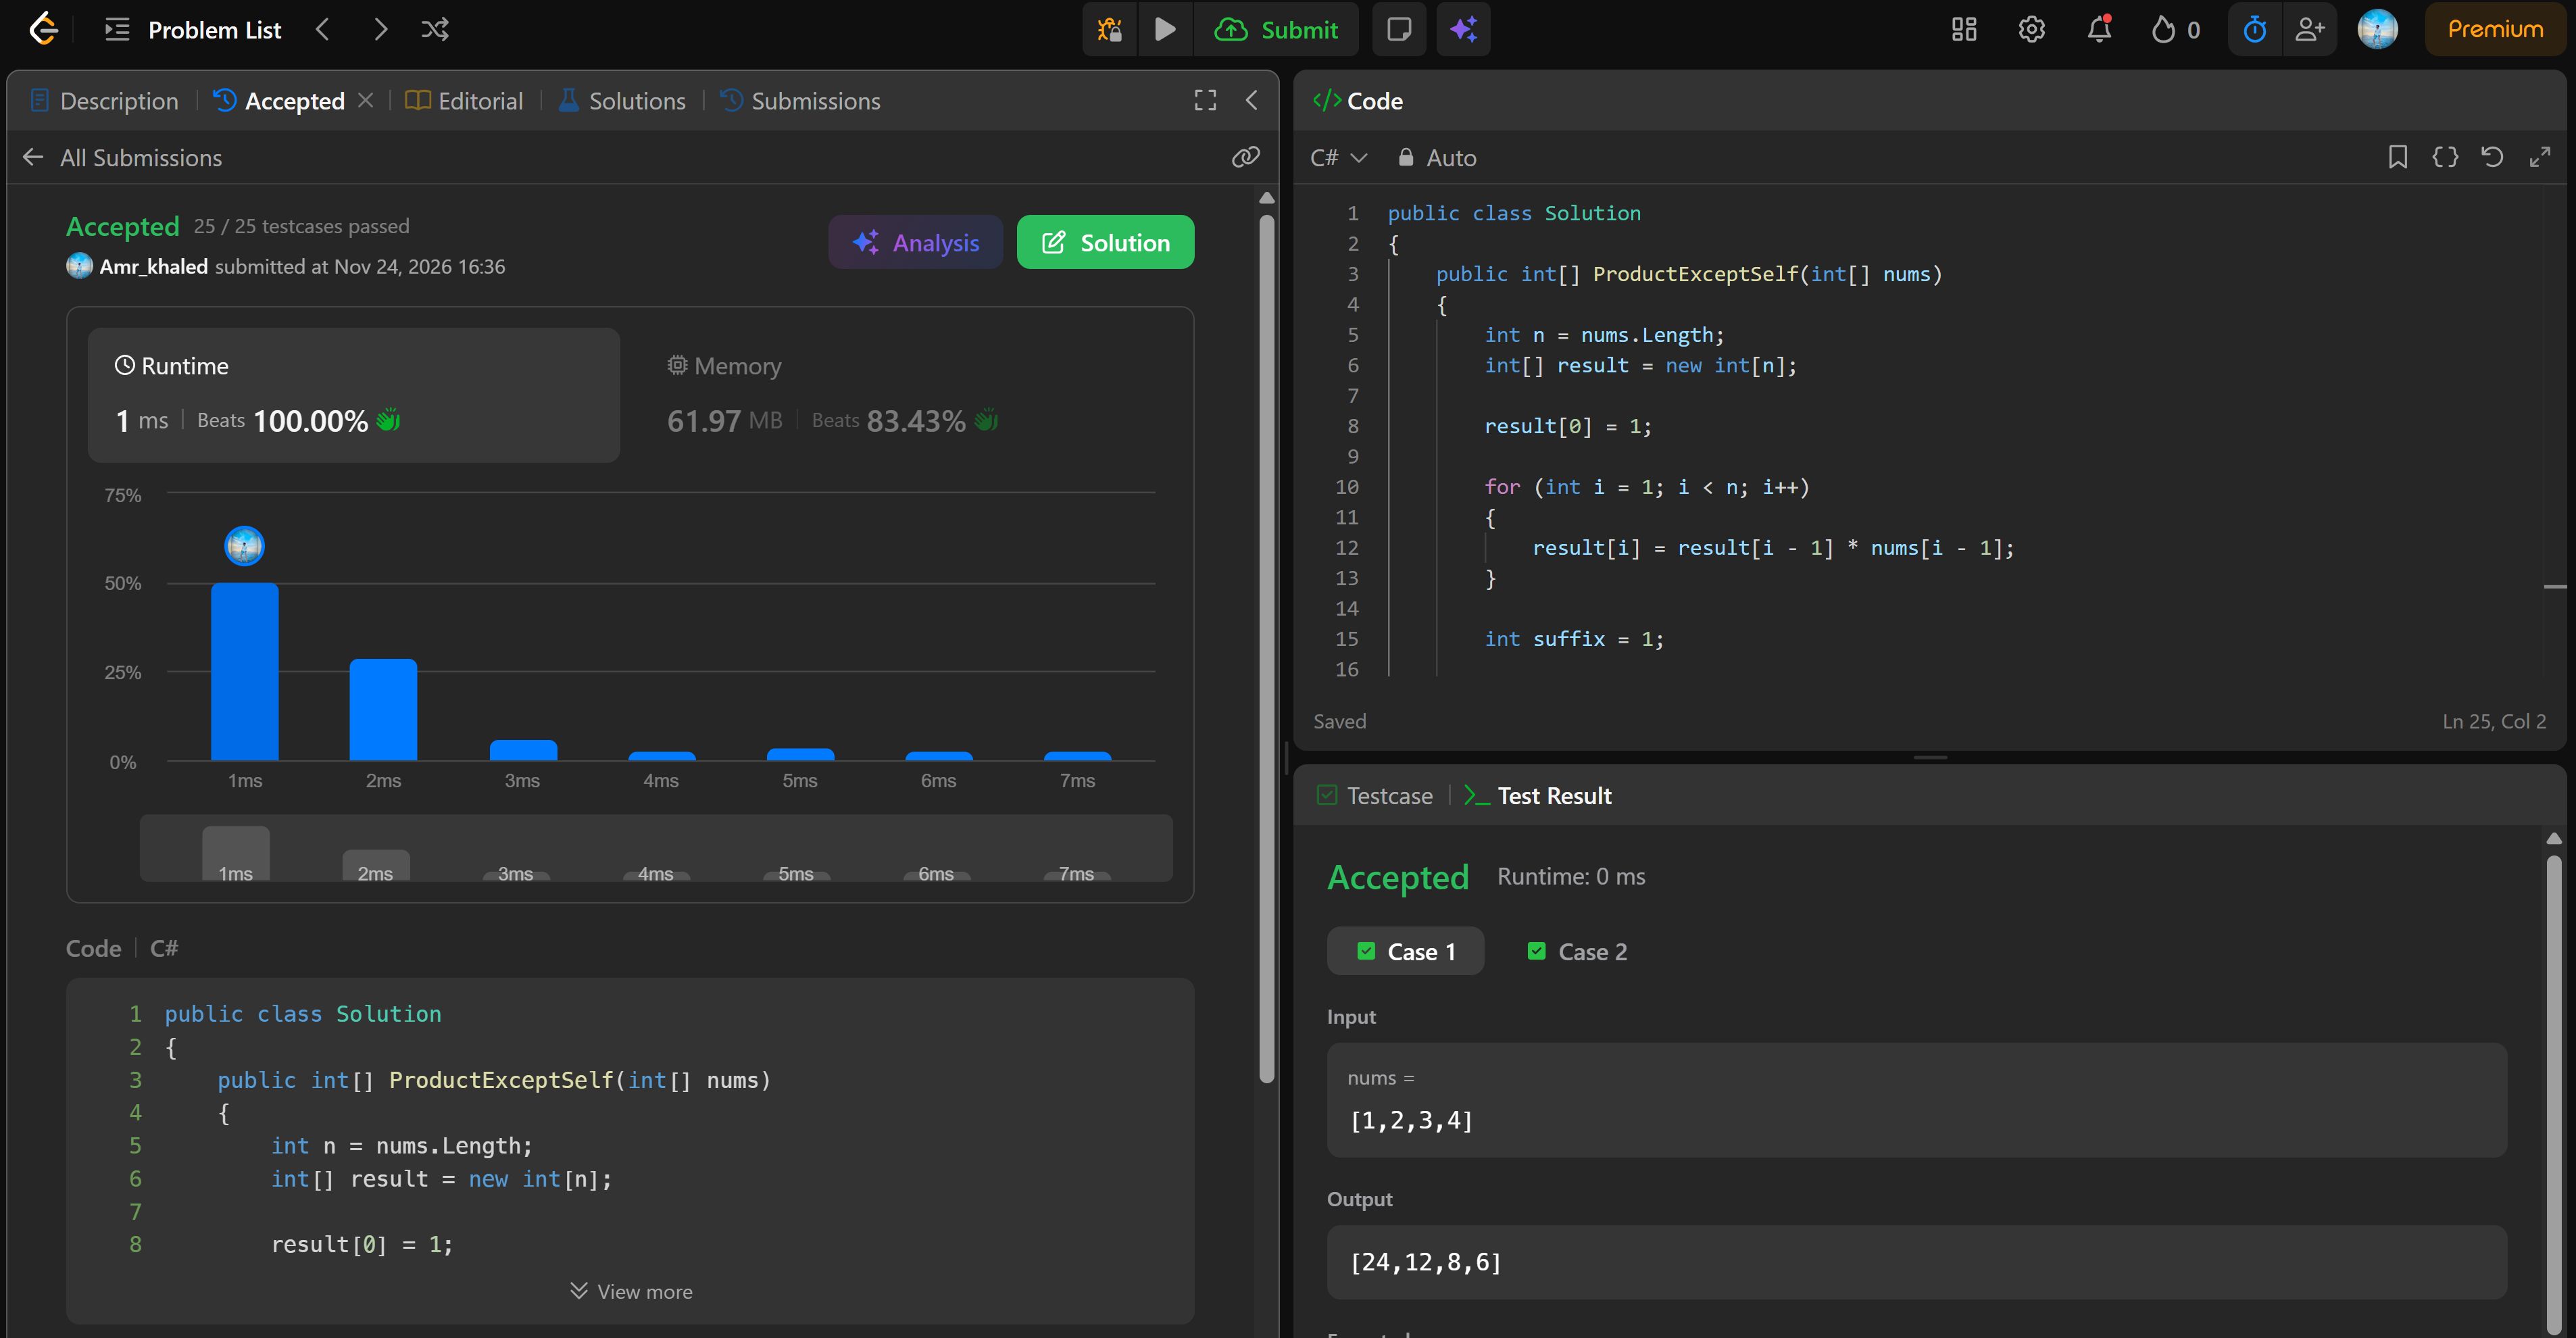 Problem List
Submit
0
Premium
Description
Accepted
Editorial
Solutions
Submissions
All Submissions
Accepted 25 / 25 testcases passed
Amr_khaled submitted at Nov 24, 2026 16:36
Analysis
Solution
Runtime
1 ms Beats 100.00%
Memory
61.97 MB Beats 83.43%
75%
50%
25%
0%
1ms 2ms 3ms 4ms 5ms 6ms 7ms
1ms 2ms 3ms 4ms 5ms 6ms 7ms
Code C#
1 public class Solution
2 {
3 public int[] ProductExceptSelf(int[] nums)
4 {
5 int n = nums.Length;
6 int[] result = new int[n];
7
8 result[0] = 1;
View more
</> Code
C# Auto
1 public class Solution
2 {
3 public int[] ProductExceptSelf(int[] nums)
4 {
5 int n = nums.Length;
6 int[] result = new int[n];
7
8 result[0] = 1;
9
10 for (int i = 1; i < n; i++)
11 {
12 result[i] = result[i - 1] * nums[i - 1];
13 }
14
15 int suffix = 1;
16
Saved
Ln 25, Col 2
Testcase
Test Result
Accepted Runtime: 0 ms
Case 1
Case 2
Input
nums =
[1,2,3,4]
Output
[24,12,8,6]